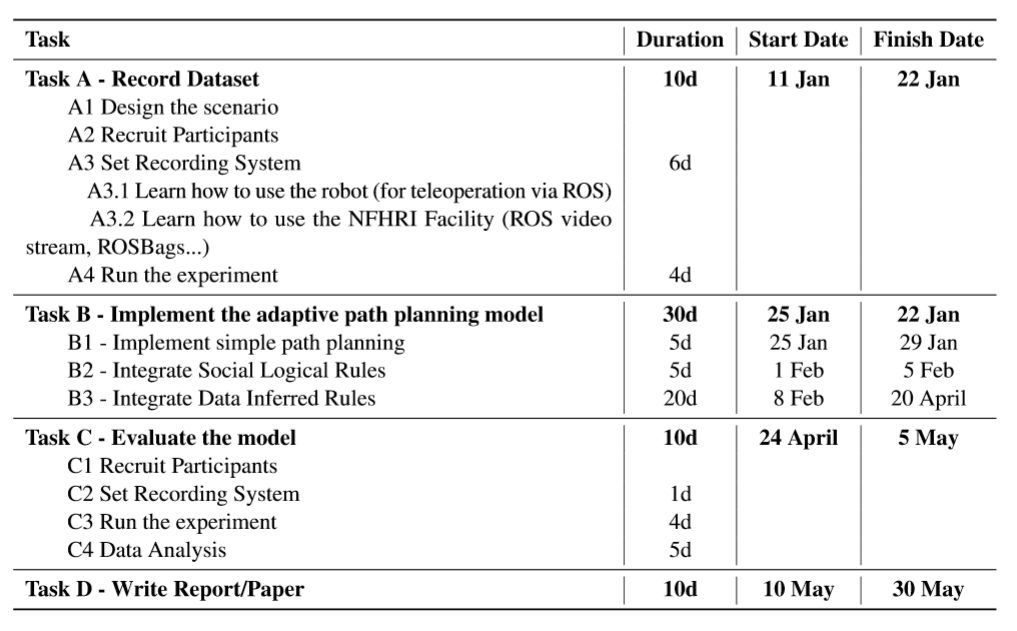 Task Duration Start Date Finish Date
Task A - Record Dataset 10d 11 Jan 22 Jan
A1 Design the scenario
A2 Recruit Participants
A3 Set Recording System 6d
A3.1 Learn how to use the robot (for teleoperation via ROS)
A3.2 Learn how to use the NFHRI Facility (ROS video
stream, ROSBags...)
A4 Run the experiment 4d
Task B - Implement the adaptive path planning model 30d 25 Jan 22 Jan
B1 - Implement simple path planning 5d 25 Jan 29 Jan
B2 - Integrate Social Logical Rules 5d 1 Feb 5 Feb
B3 - Integrate Data Inferred Rules 20d 8 Feb 20 April
Task C - Evaluate the model 10d 24 April 5 May
C1 Recruit Participants
C2 Set Recording System 1d
C3 Run the experiment 4d
C4 Data Analysis 5d
Task D - Write Report/Paper 10d 10 May 30 May